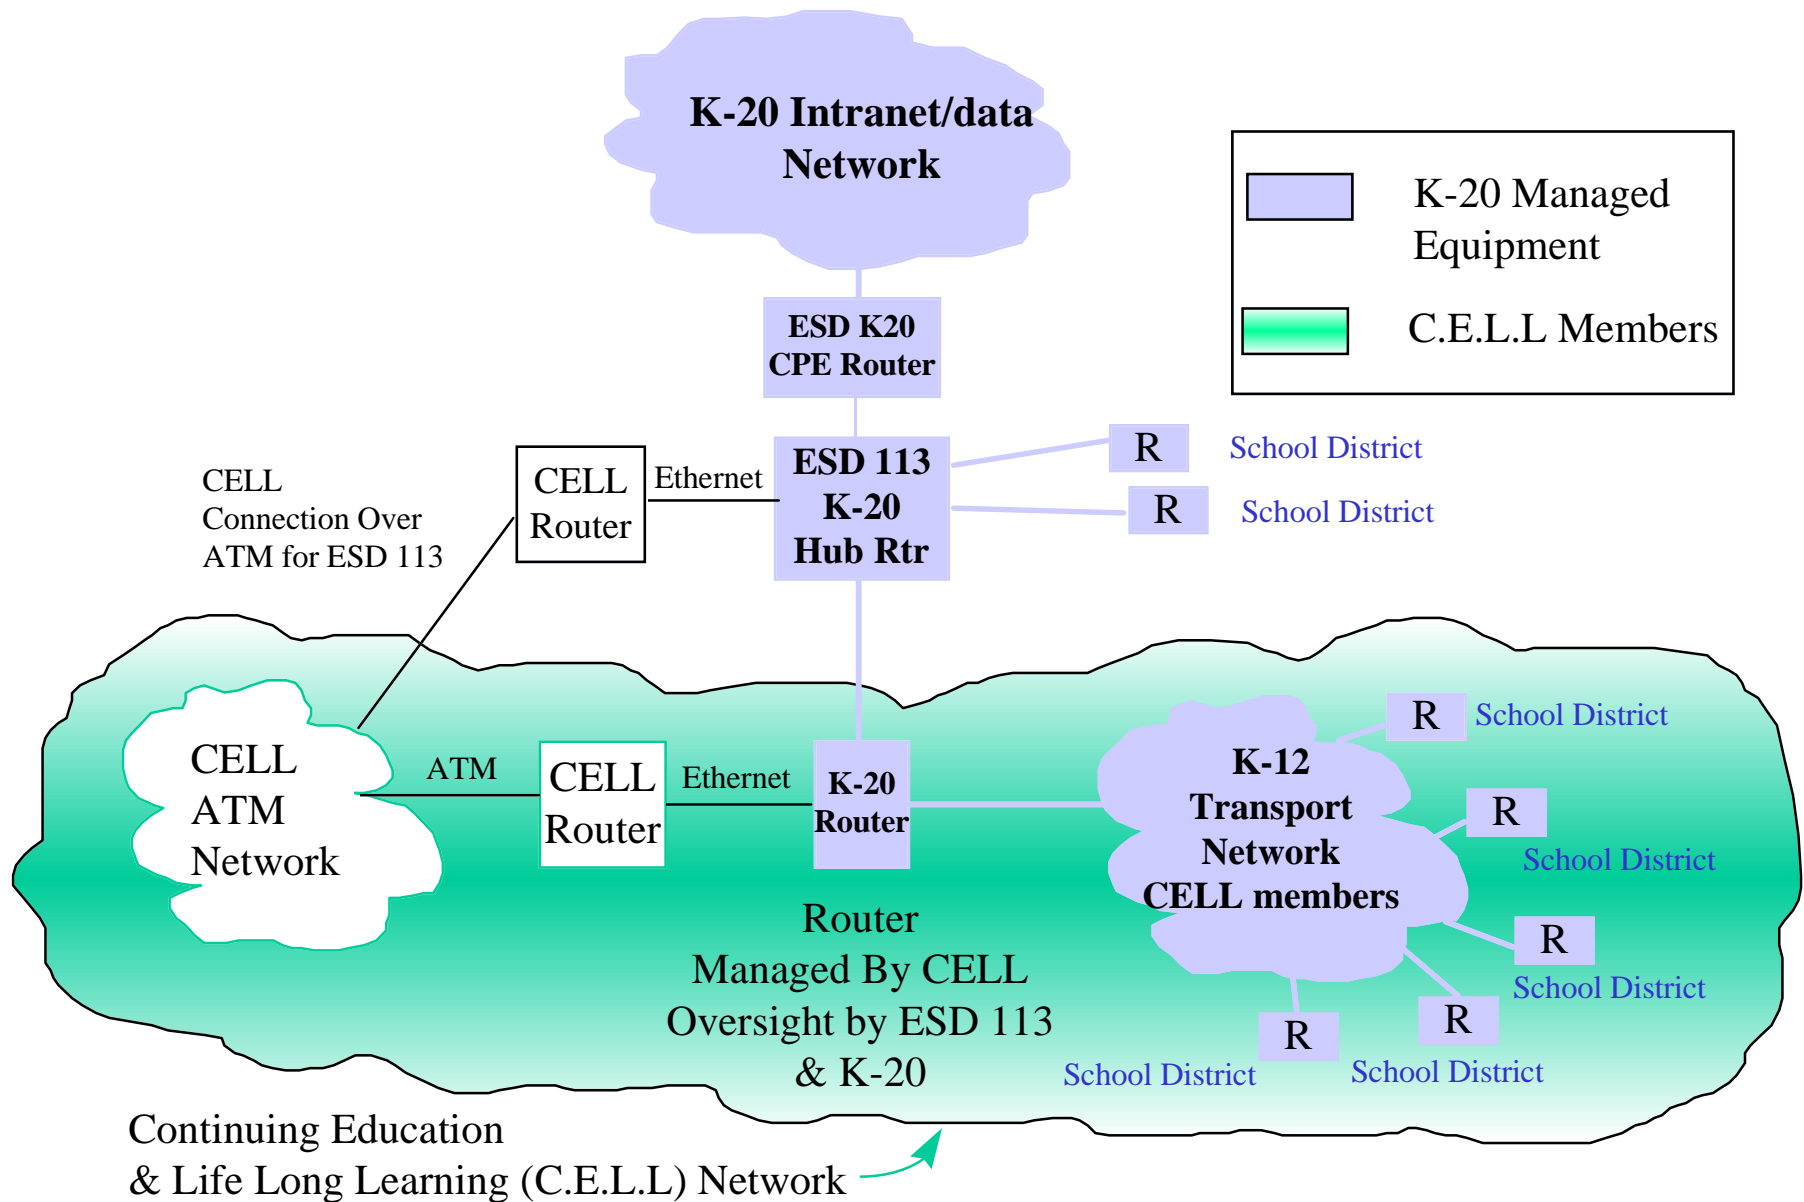 K-20 Intranet/data
Network
K-20 Managed
Equipment
C.E.L.L Members
ESD K20
CPE Router
CELL
Connection Over
ATM for ESD 113
CELL
Router
Ethernet
ESD 113
K-20
Hub Rtr
R
School District
R
School District
CELL
ATM
Network
ATM
CELL
Router
Ethernet
K-20
Router
K-12
Transport
Network
CELL members
R
School District
R
School District
R
School District
R
School District
R
School District
Router
Managed By CELL
Oversight by ESD 113
& K-20
Continuing Education
& Life Long Learning (C.E.L.L) Network